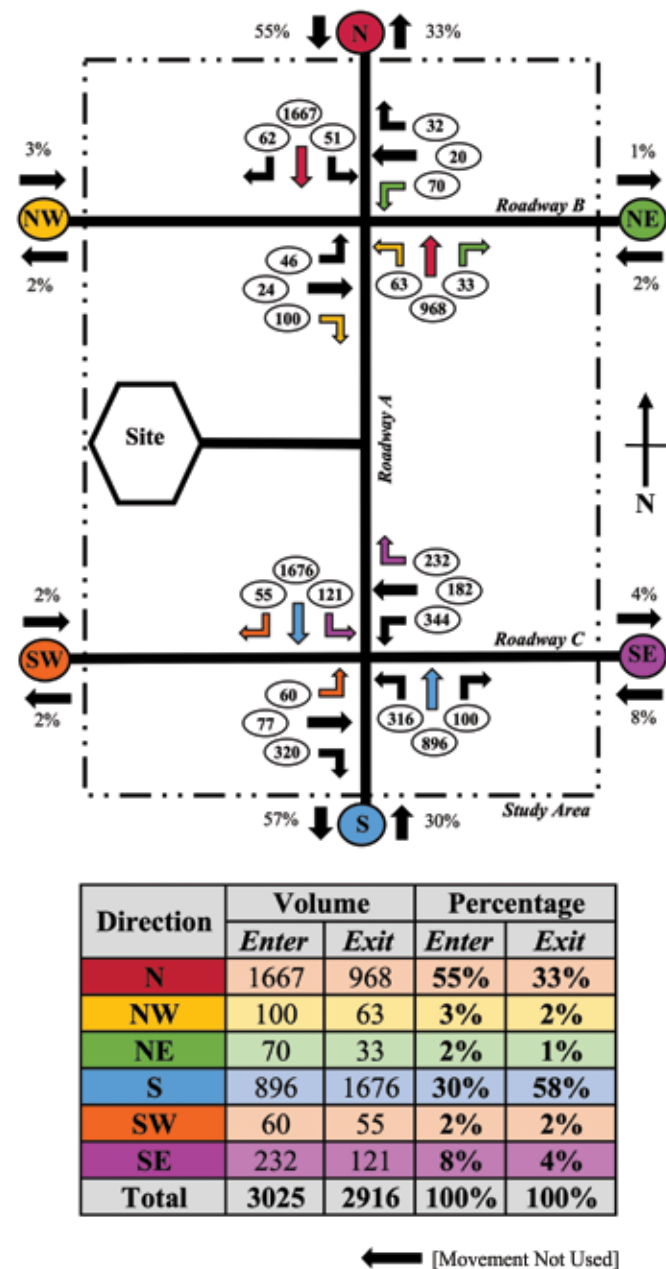 55% N 33%
1667
62 51 32
20
70
3% 1%
NW Roadway B NE
2% 2%
46
24
100
63 33
968
Site
Roadway A
N
232
1676
55 121 182
344
2% 4%
SW Roadway C SE
2% 8%
60
77 316 100
320 896
57% S 30% Study Area
Direction Volume Percentage
Enter Exit Enter Exit
N 1667 968 55% 33%
NW 100 63 3% 2%
NE 70 33 2% 1%
S 896 1676 30% 58%
SW 60 55 2% 2%
SE 232 121 8% 4%
Total 3025 2916 100% 100%
[Movement Not Used]